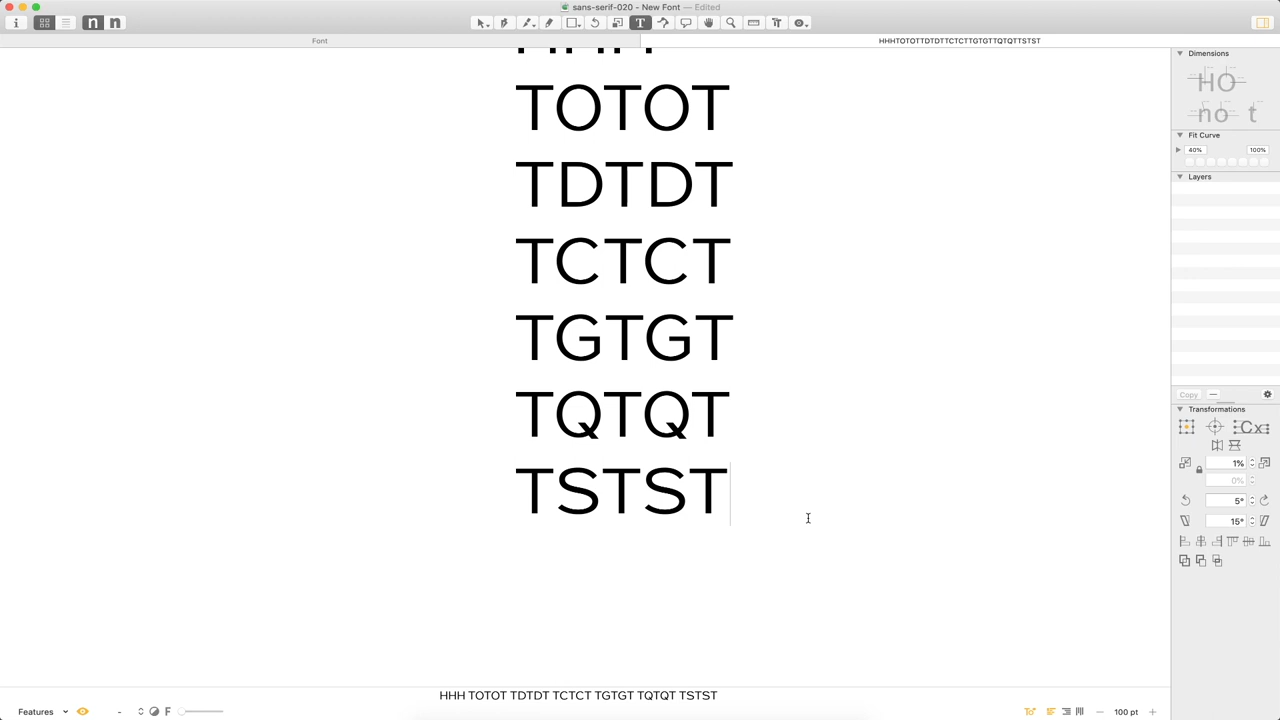 sans-serif-020 - New Font — Edited
Font
HHHTOTOTTDTDTTCTCTTGTGTTQTQTTSTST
TOTOT
TDTDT
TCTCT
TGTGT
TQTQT
TSTST
Dimensions
HO
no t
Fit Curve
40% 100%
Layers
Copy
Transformations
1%
0%
5°
15°
HHH TOTOT TDTDT TCTCT TGTGT TQTQT TSTST
Features - F 100 pt